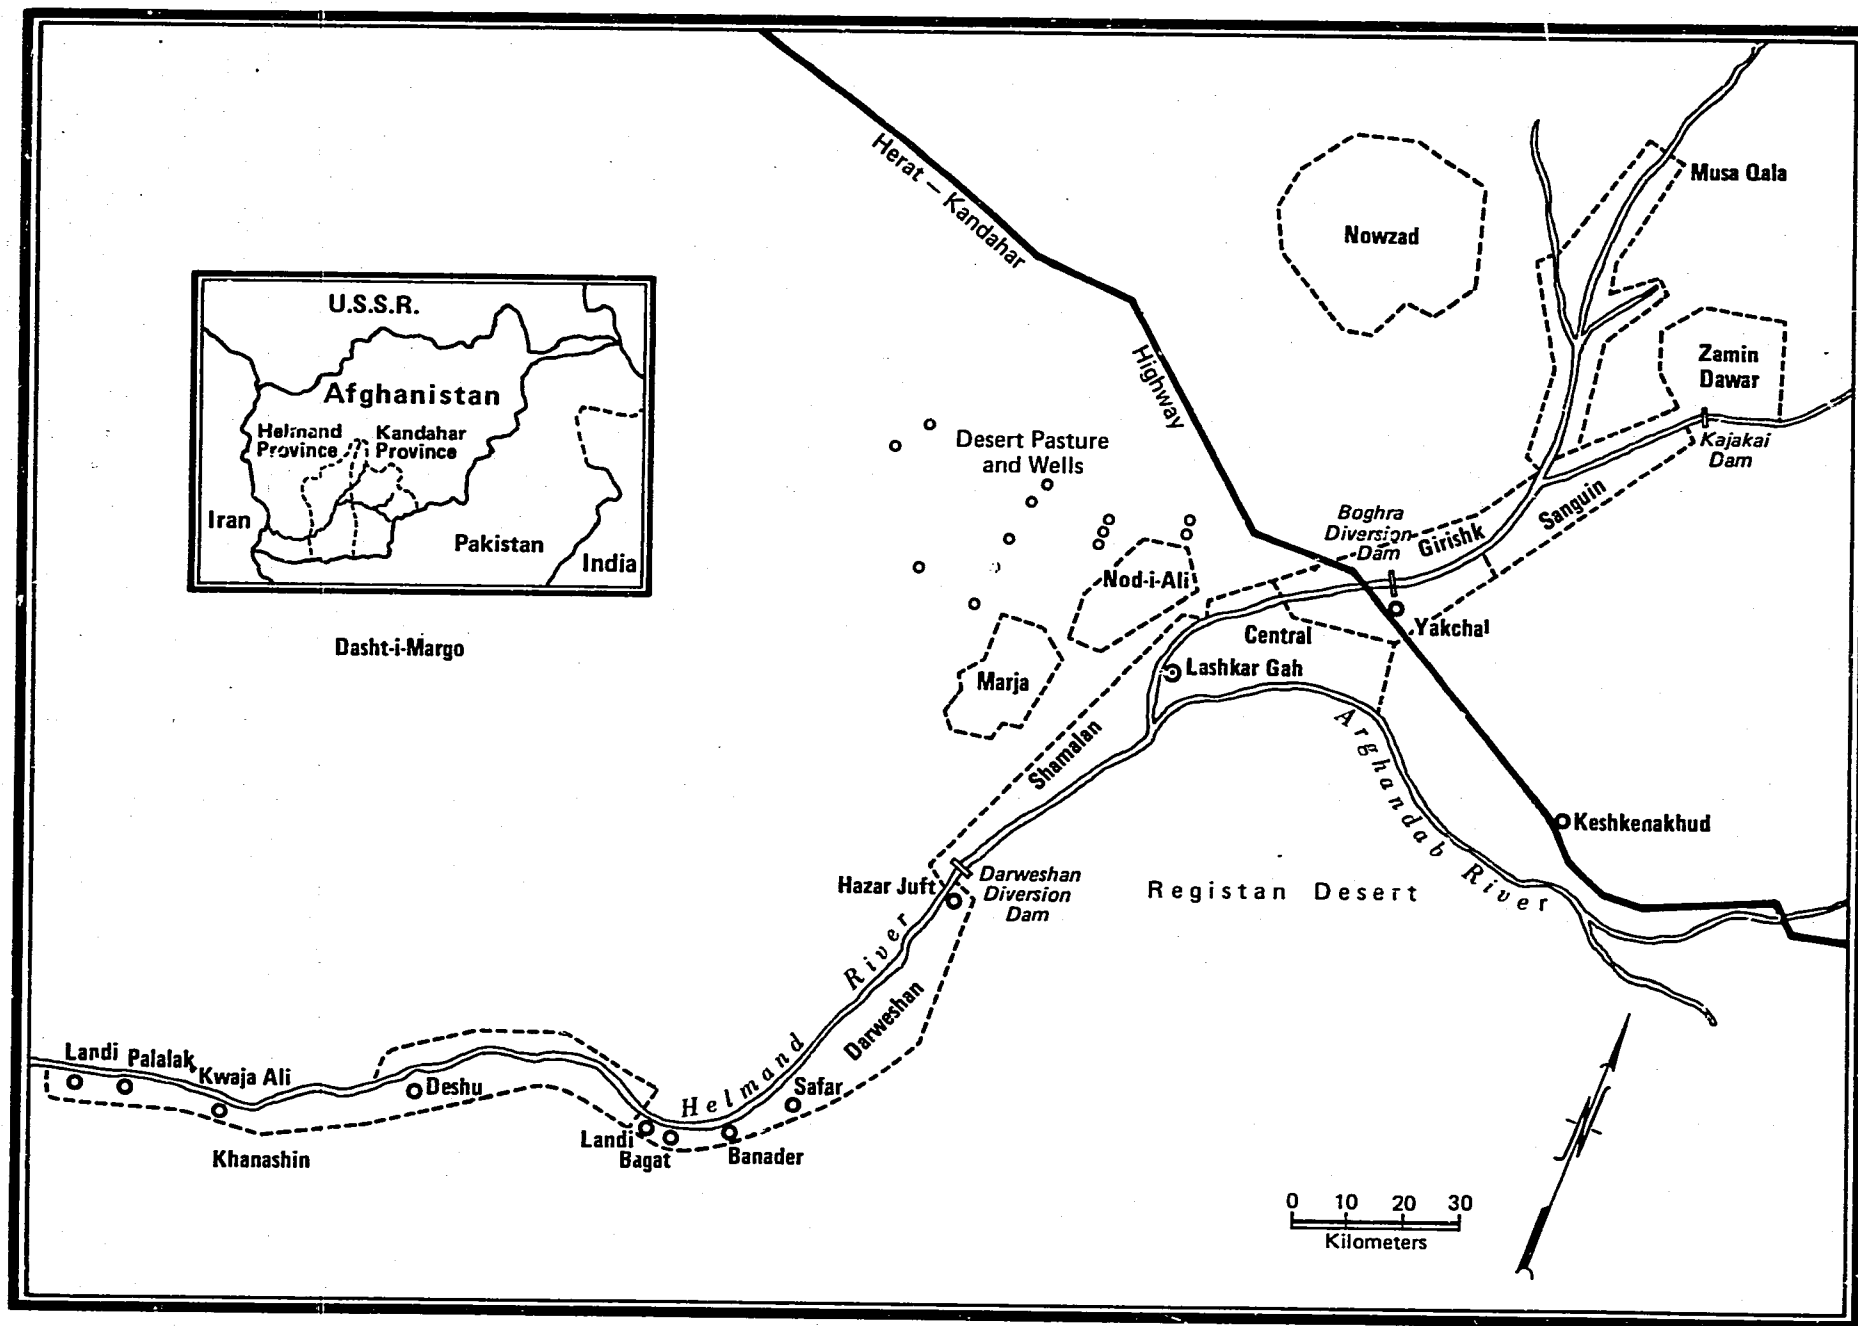 Herat – Kandahar
Highway
Musa Qala
Nowzad
Zamin
Dawar
Kajakai
Dam
U.S.S.R.
Afghanistan
Helmand
Province
Kandahar
Province
Iran
Pakistan
India
Desert Pasture
and Wells
Boghra
Diversion
Dam
Girishk
Sanguin
Nod-i-Ali
Central
Yakchal
Dasht-i-Margo
Marja
Lashkar Gah
Shamalan
Arghandab River
Keshkenakhud
Hazar Juft
Darweshan
Diversion
Dam
Registan Desert
Helmand River
Darweshan
Landi
Palalak
Kwaja Ali
Deshu
Safar
Khanashin
Landi
Bagat
Banader
0 10 20 30
Kilometers